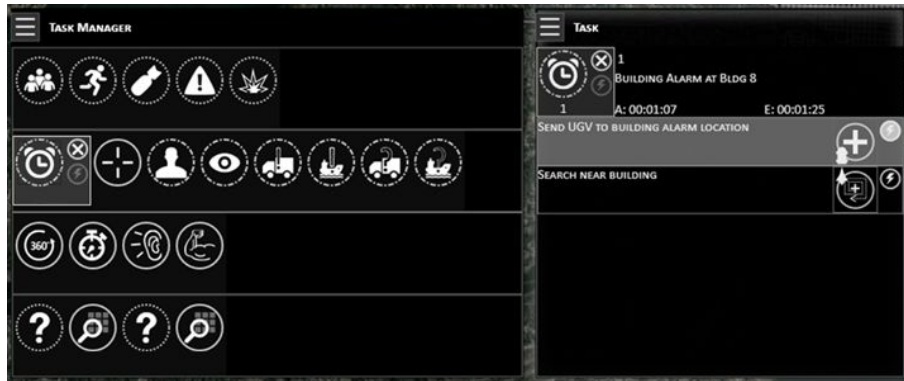 TASK MANAGER
360°
TASK
1
BUILDING ALARM AT BLDG 8
1
A: 00:01:07 E: 00:01:25
SEND UGV TO BUILDING ALARM LOCATION
SEARCH NEAR BUILDING